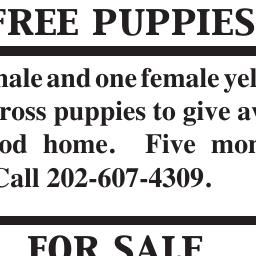 FREE PUPPIES
male and one female yel
ross puppies to give av
od home. Five mon
Call 202-607-4309.
FOR SALE